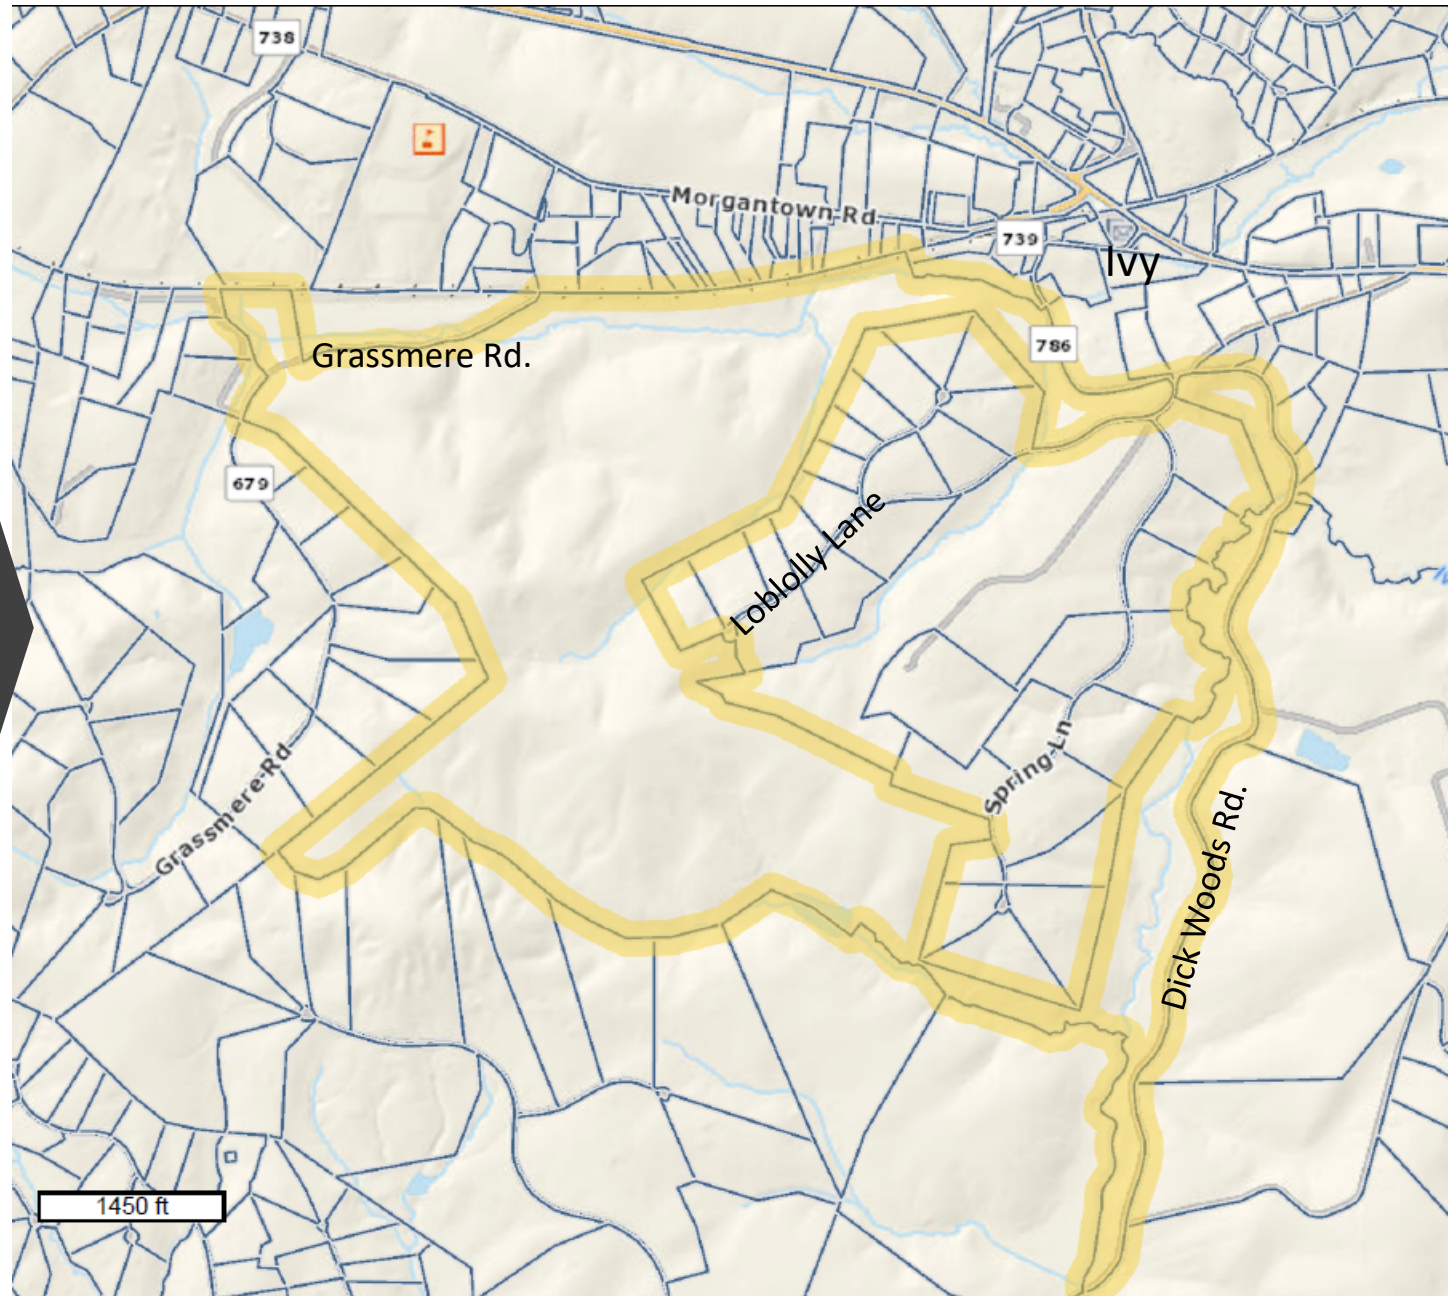 738
Morgantown Rd
739
Ivy
786
Grassmere Rd.
679
Loblolly Lane
Spring Ln
Grassmere Rd
Dick Woods Rd.
1450 ft